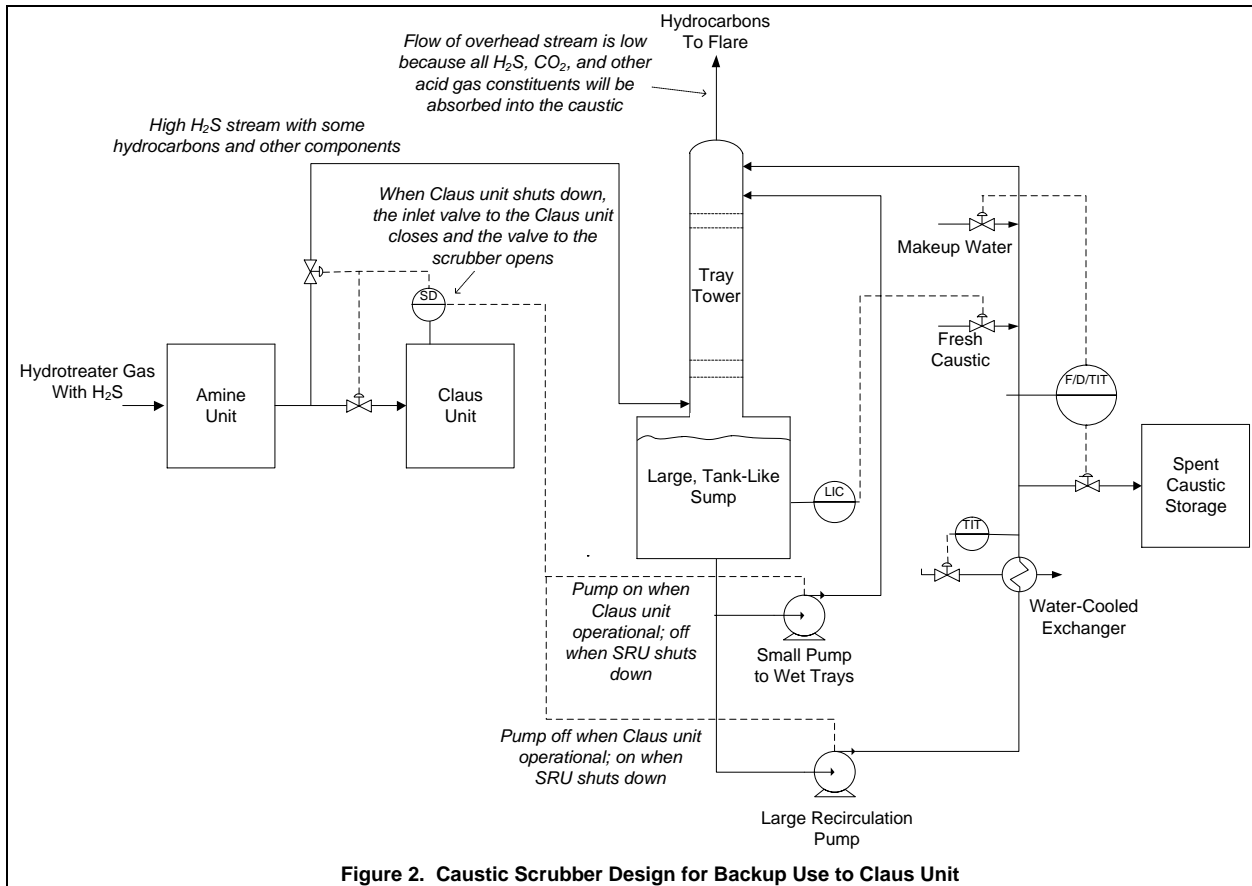 Hydrocarbons
To Flare
Flow of overhead stream is low
because all H₂S, CO₂, and other
acid gas constituents will be
absorbed into the caustic
High H₂S stream with some
hydrocarbons and other components
When Claus unit shuts down,
the inlet valve to the Claus unit
closes and the valve to the
scrubber opens
SD
Hydrotreater Gas
With H₂S
Amine
Unit
Claus
Unit
Tray
Tower
Large, Tank-Like
Sump
LIC
Makeup Water
Fresh
Caustic
F/D/TIT
Spent
Caustic
Storage
TIT
Water-Cooled
Exchanger
Pump on when
Claus unit
operational; off
when SRU shuts
down
Small Pump
to Wet Trays
Pump off when Claus unit
operational; on when
SRU shuts down
Large Recirculation
Pump
Figure 2. Caustic Scrubber Design for Backup Use to Claus Unit